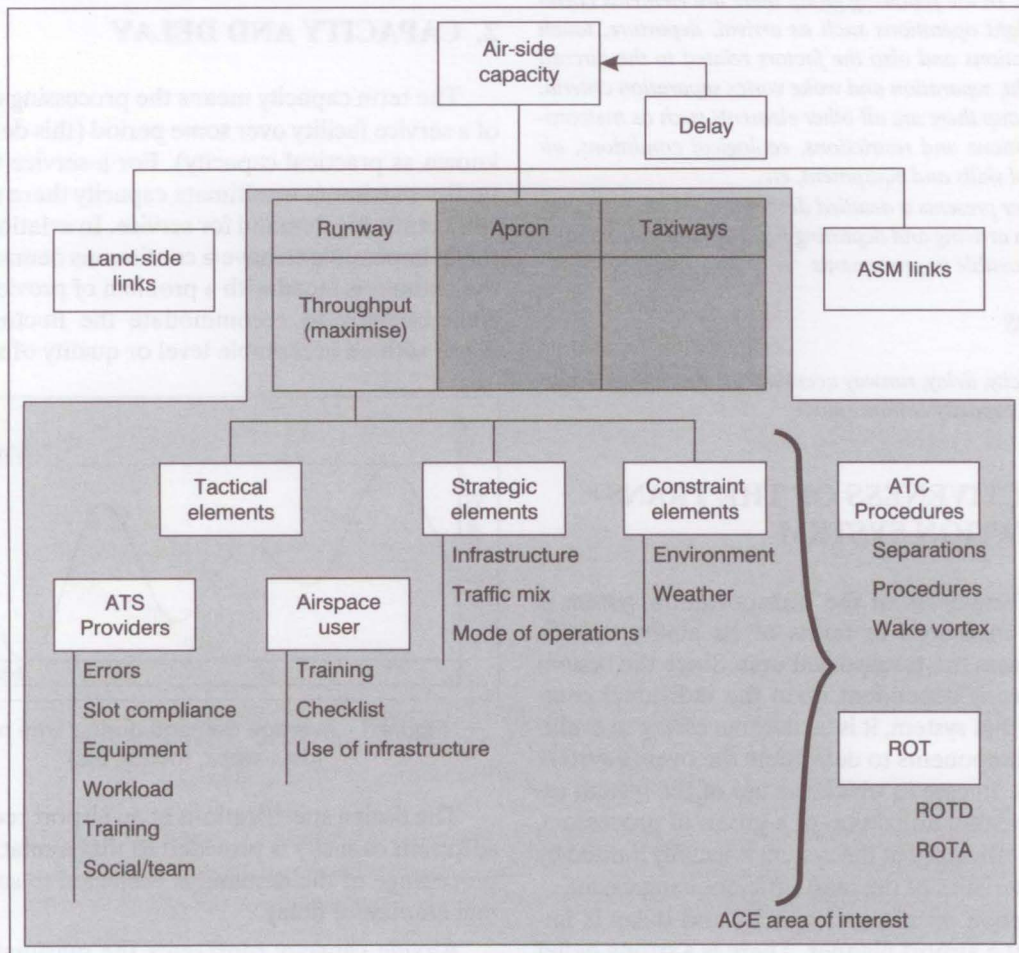 Air-side
capacity
Delay
Land-side
links
Runway
Apron
Taxiways
Throughput
(maximise)
ASM links
Tactical
elements
Strategic
elements
Infrastructure
Traffic mix
Mode of operations
Constraint
elements
Environment
Weather
ATC
Procedures
Separations
Procedures
Wake vortex
ATS
Providers
Errors
Slot compliance
Equipment
Workload
Training
Social/team
Airspace
user
Training
Checklist
Use of infrastructure
ROT
ROTD
ROTA
ACE area of interest